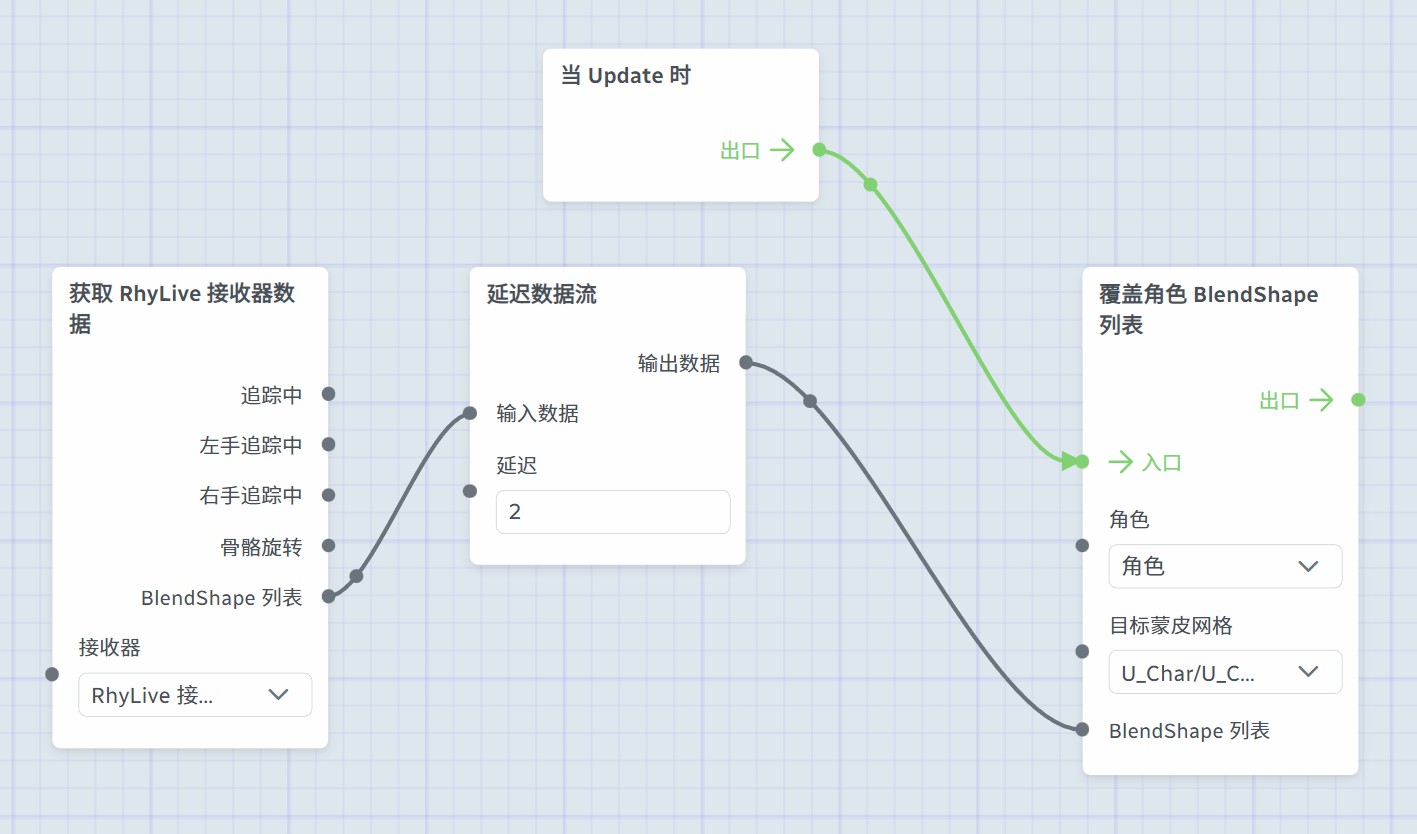 当 Update 时
出口
获取 RhyLive 接收器数
据
追踪中
左手追踪中
右手追踪中
骨骼旋转
BlendShape 列表
接收器
RhyLive 接...
延迟数据流
输出数据
输入数据
延迟
2
覆盖角色 BlendShape
列表
出口
入口
角色
角色
目标蒙皮网格
U_Char/U_C...
BlendShape 列表